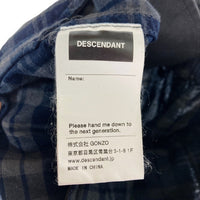 DESCENDANT
Name:
Please hand me down to the
next generation.
株式会社 GONZO
東京都目黒区青葉台3-1-8 1F
www.descendant.jp
MADE IN CHINA